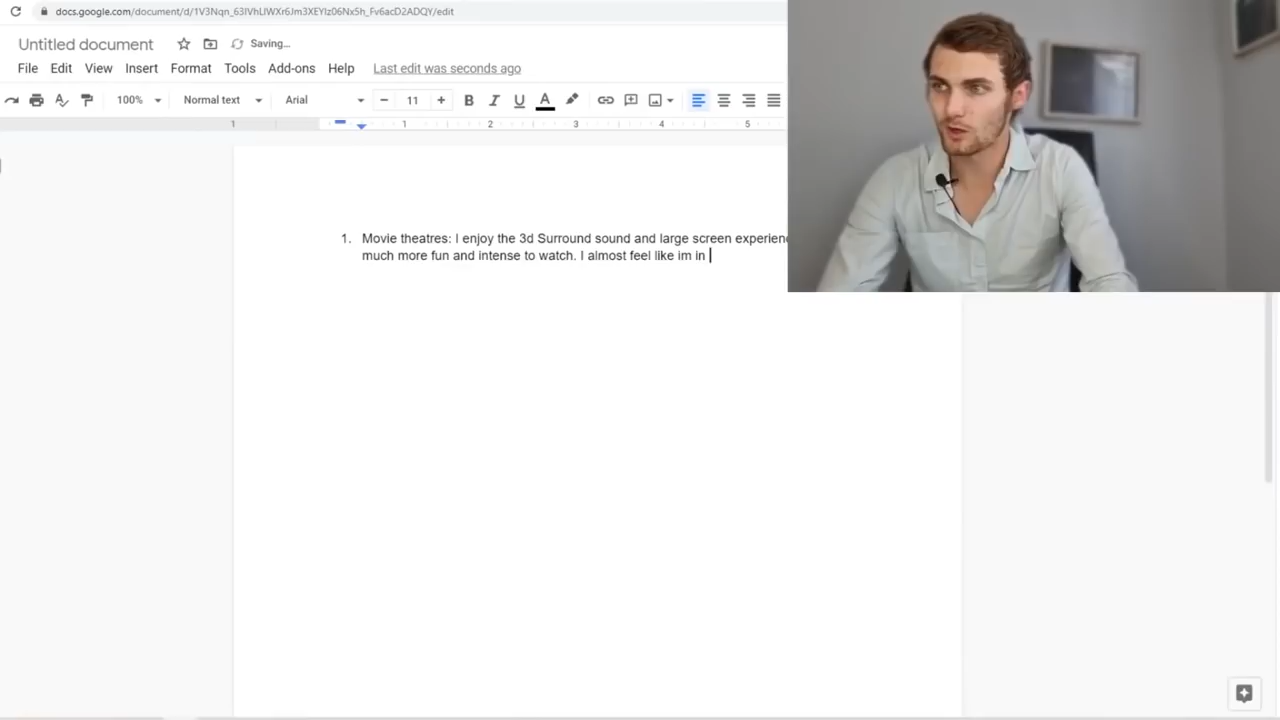 docs.google.com/document/d/1V3Nqn_63IVhLIWXr6Jm3XEYIz06Nx5h_Fv6acD2ADQY/edit
Untitled document Saving...
File Edit View Insert Format Tools Add-ons Help Last edit was seconds ago
100% Normal text Arial 11 B I U A
1 1 2 3 4 5
1. Movie theatres: I enjoy the 3d Surround sound and large screen
much more fun and intense to watch. I almost feel like im in